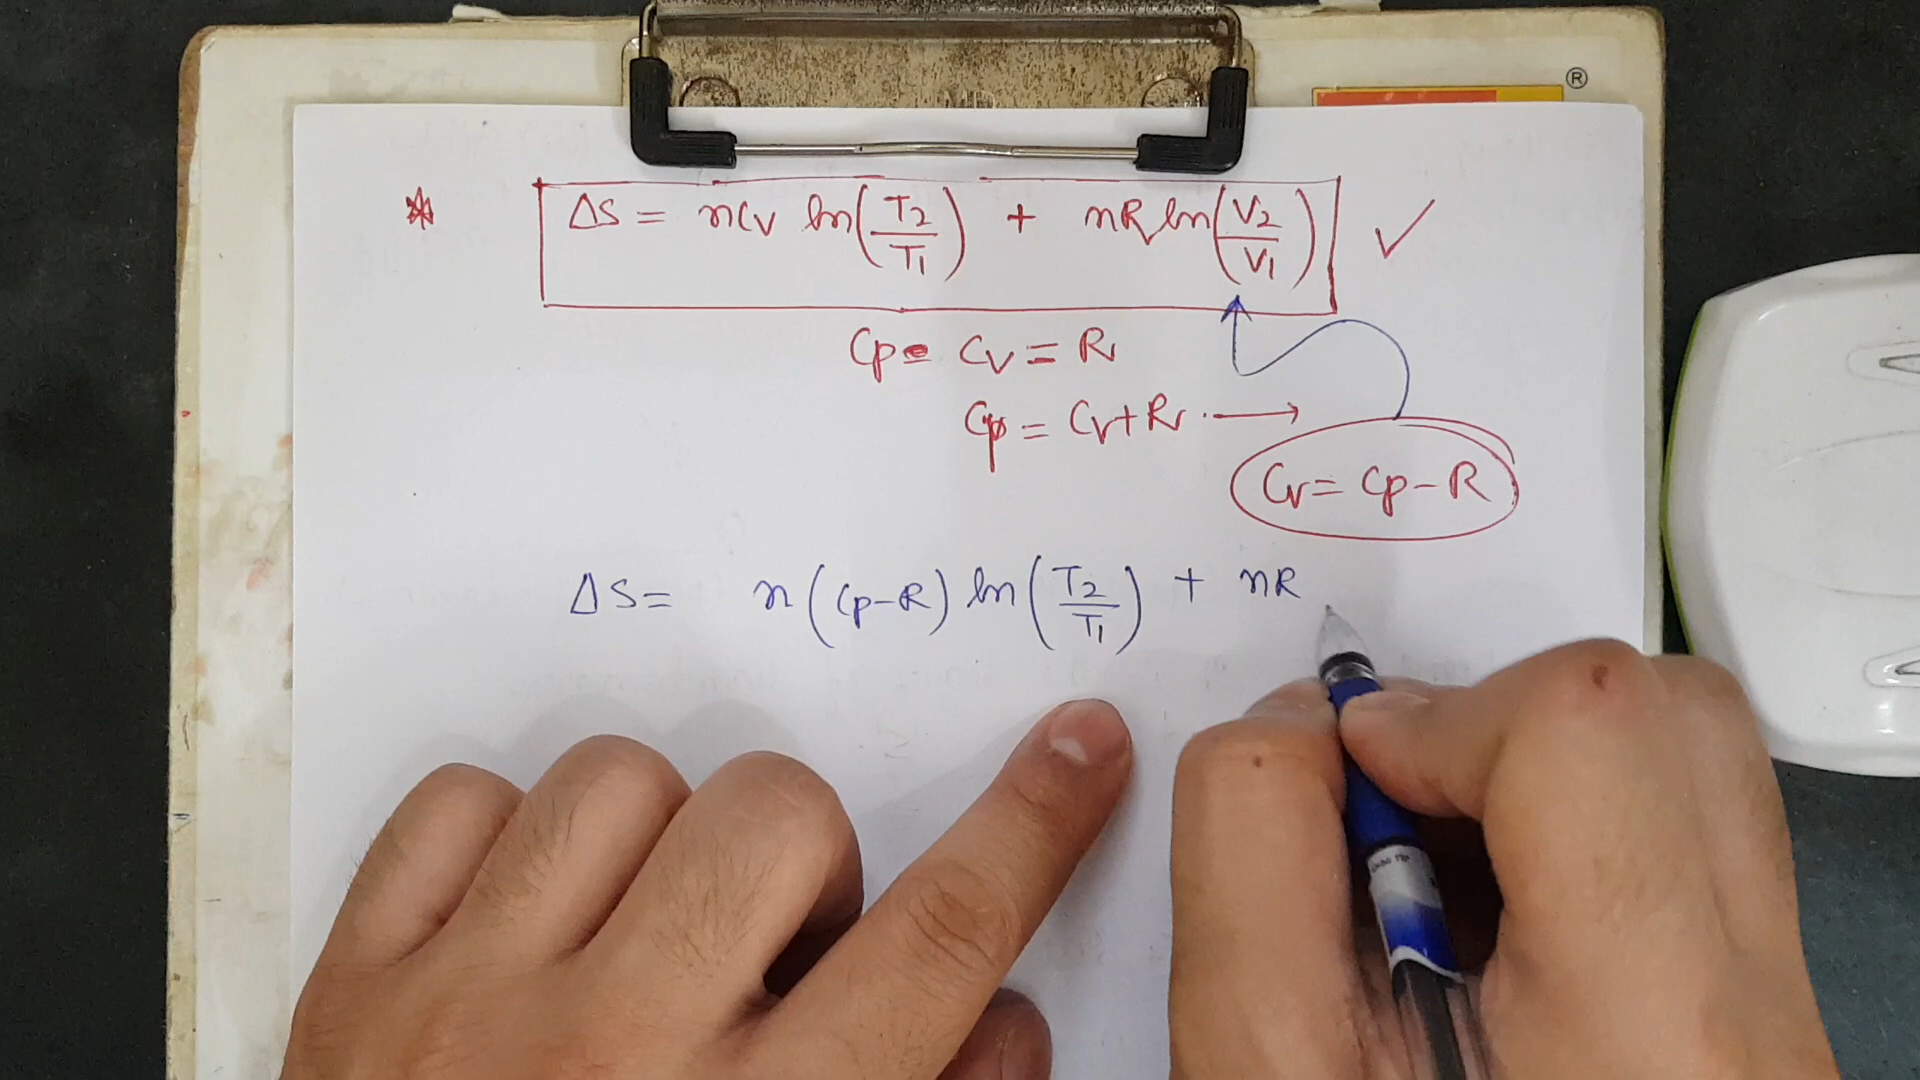 * ΔS = nCv ln(T2/T1) + nR ln(V2/V1) ✓
Cp - Cv = R
Cp = Cv + R →
Cv = Cp - R
ΔS = n(Cp-R) ln(T2/T1) + nR
®